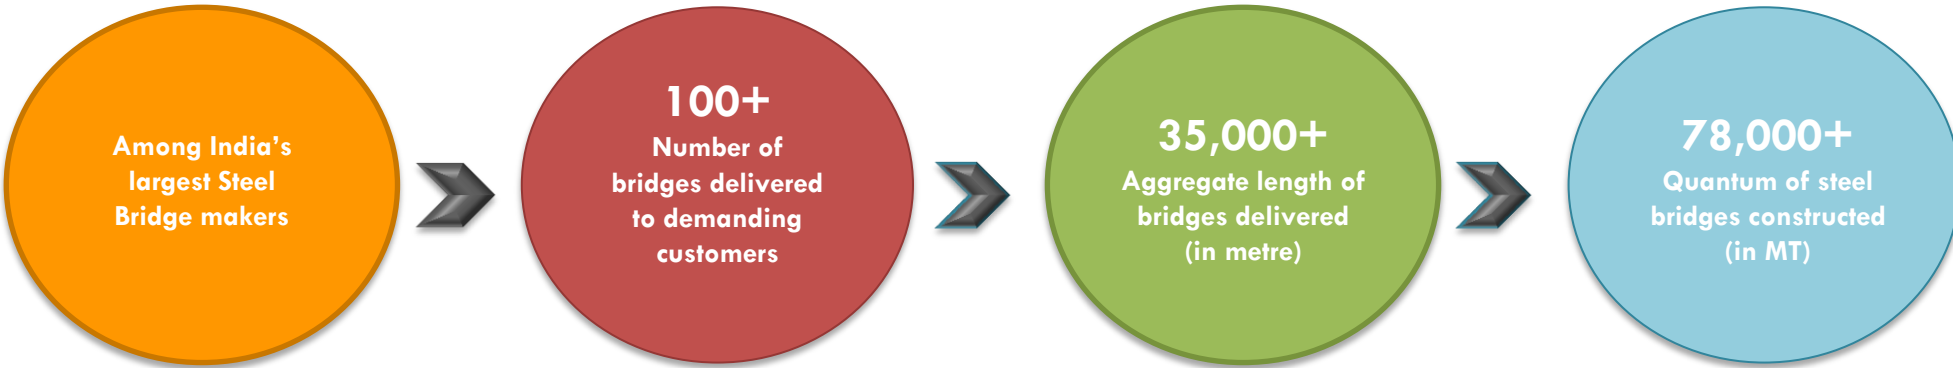 Among India’s
largest Steel
Bridge makers
100+
Number of
bridges delivered
to demanding
customers
35,000+
Aggregate length of
bridges delivered
(in metre)
78,000+
Quantum of steel
bridges constructed
(in MT)